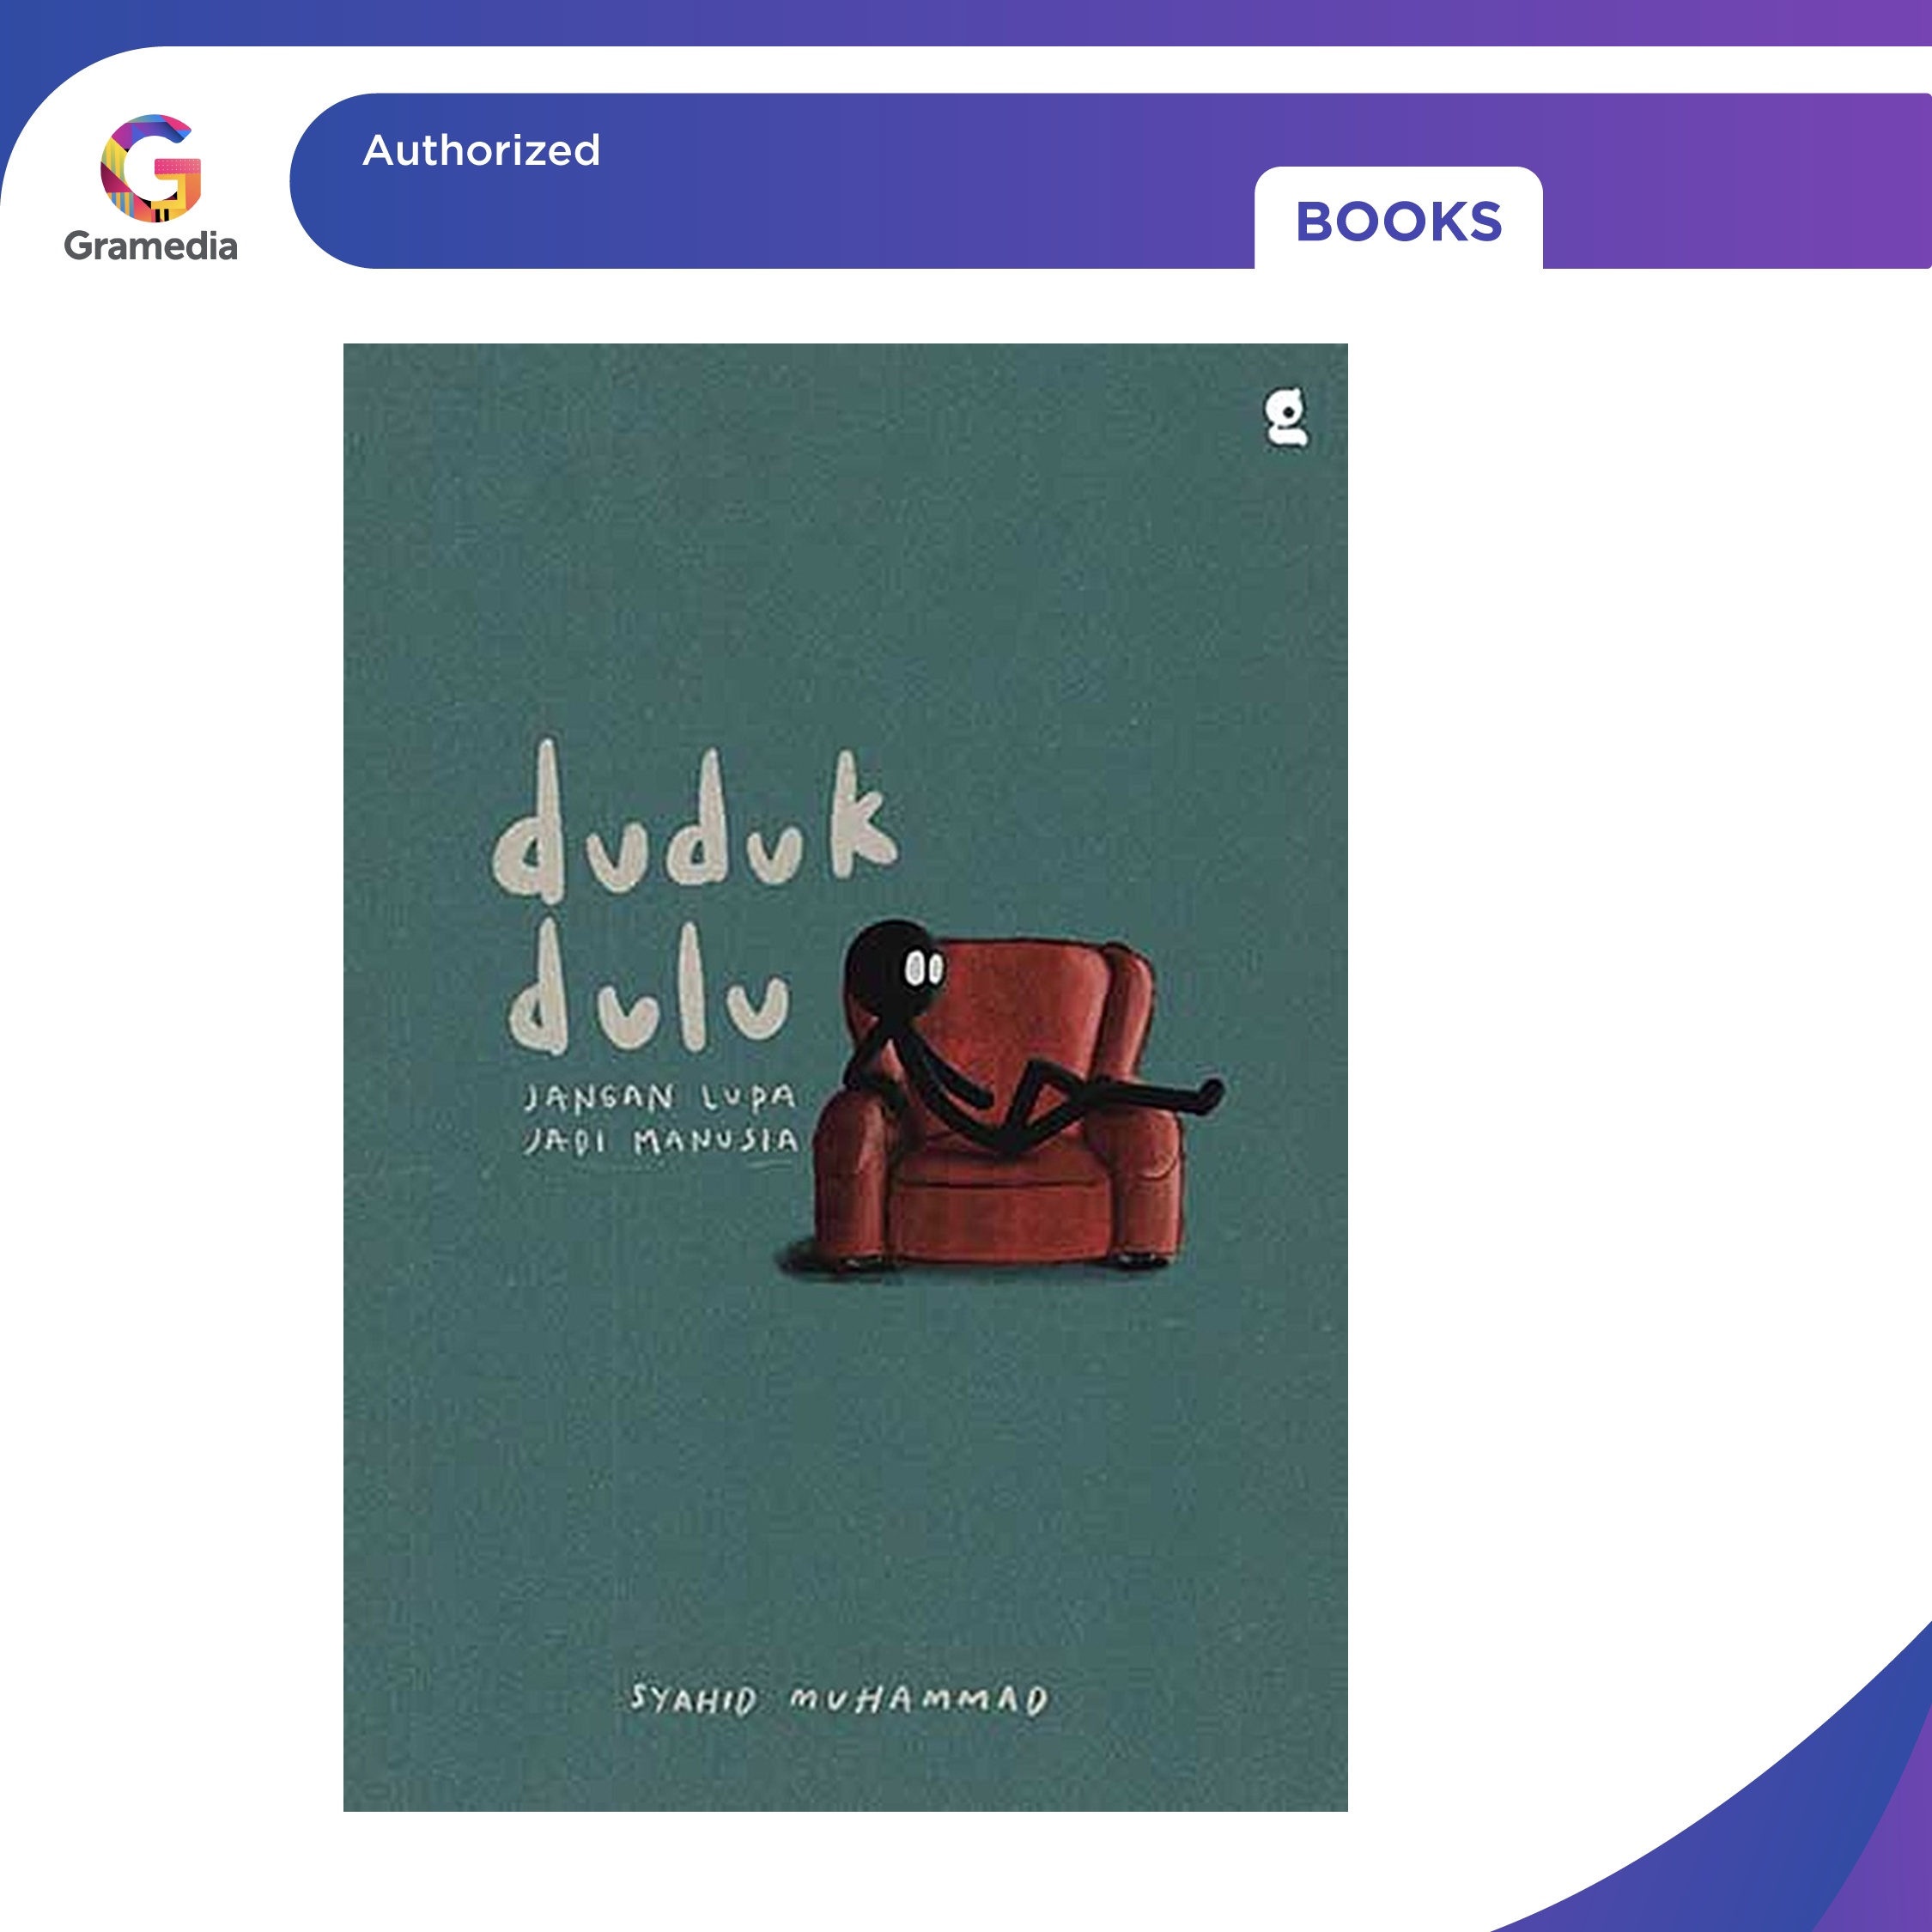 Authorized
BOOKS
Gramedia
g
duduk
dulu
JANGAN LUPA
JADI MANUSIA
SYAHID MUHAMMAD